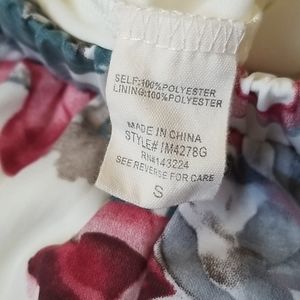 SELF:100%POLYESTER
LINING:100%POLYESTER
MADE IN CHINA
STYLE# IM4278G
RN#143224
SEE REVERSE FOR CARE
S